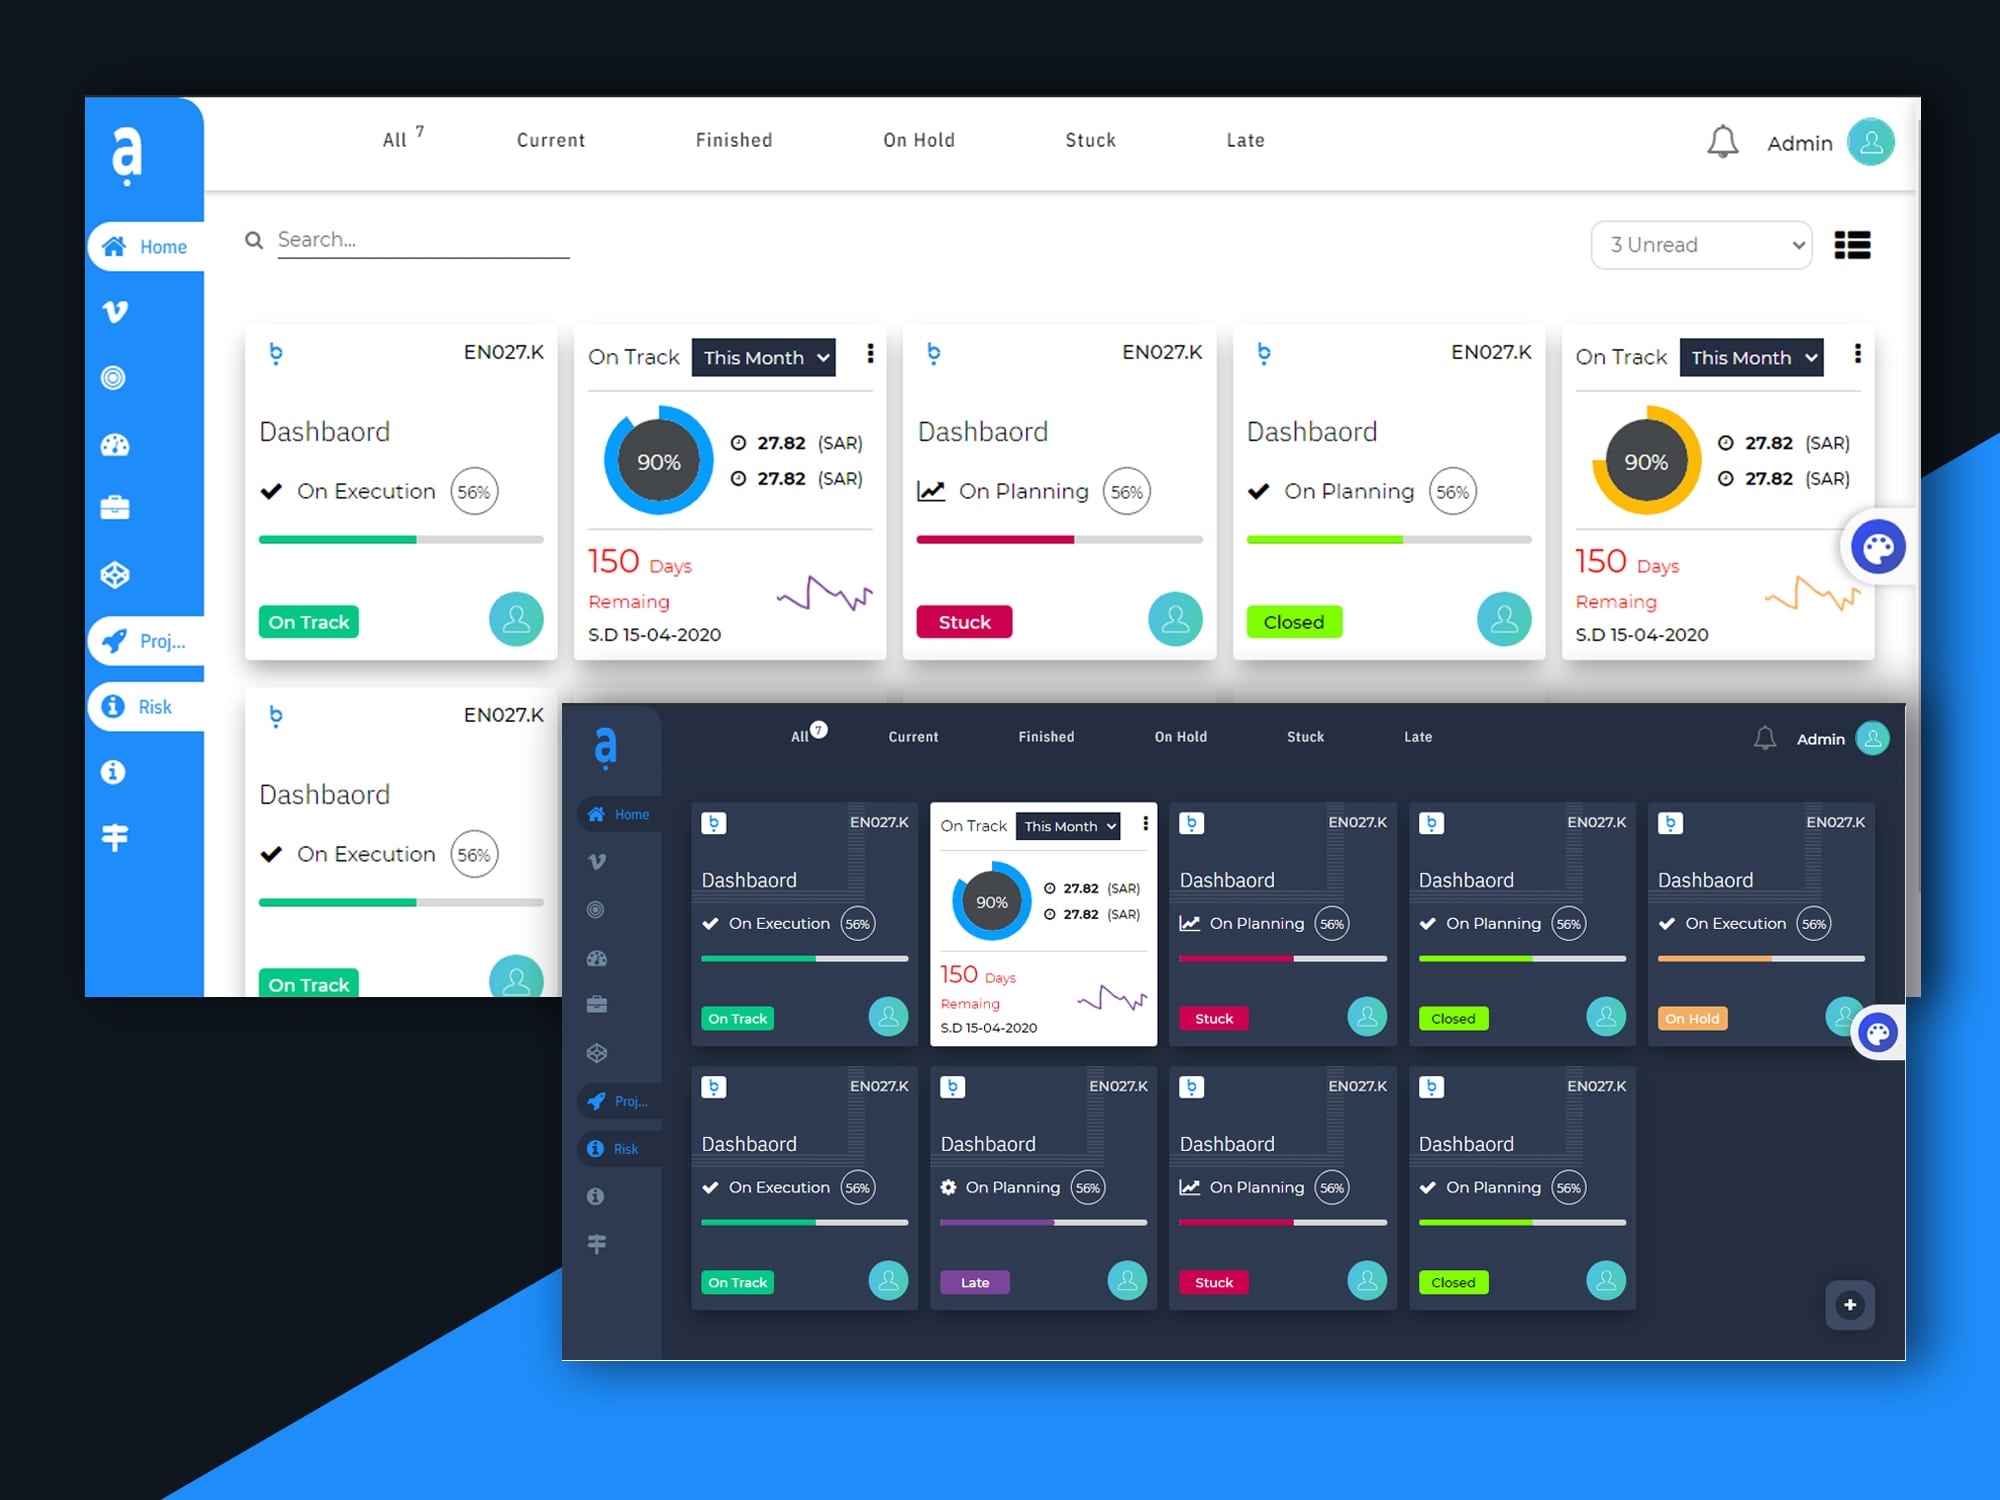 ạ
All 7 Current Finished On Hold Stuck Late Admin
Home
Search...
3 Unread
Proj...
Risk
EN027.K
Dashbaord
On Execution 56%
On Track
On Track This Month
90%
27.82 (SAR)
27.82 (SAR)
150 Days
Remaing
S.D 15-04-2020
EN027.K
Dashbaord
On Planning 56%
Stuck
EN027.K
Dashbaord
On Planning 56%
Closed
On Track This Month
90%
27.82 (SAR)
27.82 (SAR)
150 Days
Remaing
S.D 15-04-2020
EN027.K
Dashbaord
On Execution 56%
On Track
ạ
All 7 Current Finished On Hold Stuck Late Admin
Home
Proj...
Risk
EN027.K
Dashbaord
On Execution 56%
On Track
On Track This Month
90%
27.82 (SAR)
27.82 (SAR)
150 Days
Remaing
S.D 15-04-2020
EN027.K
Dashbaord
On Planning 56%
Stuck
EN027.K
Dashbaord
On Planning 56%
Closed
EN027.K
Dashbaord
On Execution 56%
On Hold
EN027.K
Dashbaord
On Execution 56%
On Track
EN027.K
Dashbaord
On Planning 56%
Late
EN027.K
Dashbaord
On Planning 56%
Stuck
EN027.K
Dashbaord
On Planning 56%
Closed